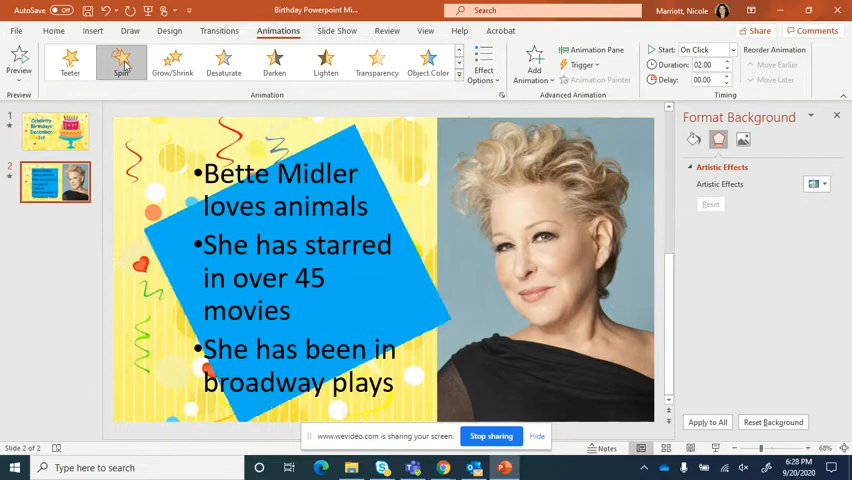 AutoSave Off
Birthday Powerpoint Mi...
Search
Marriott, Nicole
File Home Insert Draw Design Transitions Animations Slide Show Review View Help Acrobat
Share Comments
Preview
Teeter Spin Grow/Shrink Desaturate Darken Lighten Transparency Object Color
Effect
Options
Add
Animation
Animation Pane
Trigger
Animation Painter
Start: On Click
Duration: 02.00
Delay: 00.00
Reorder Animation
Move Earlier
Move Later
Preview Animation Advanced Animation Timing
1
Celebrity
Birthdays
December
2
•Bette Midler
loves animals
•She has starred
in over 45
movies
•She has been in
broadway plays
Format Background
Artistic Effects
Artistic Effects
Reset
Apply to All Reset Background
www.wevideo.com is sharing your screen. Stop sharing Hide
Slide 2 of 2
Notes
68%
Type here to search
6:28 PM
9/20/2020